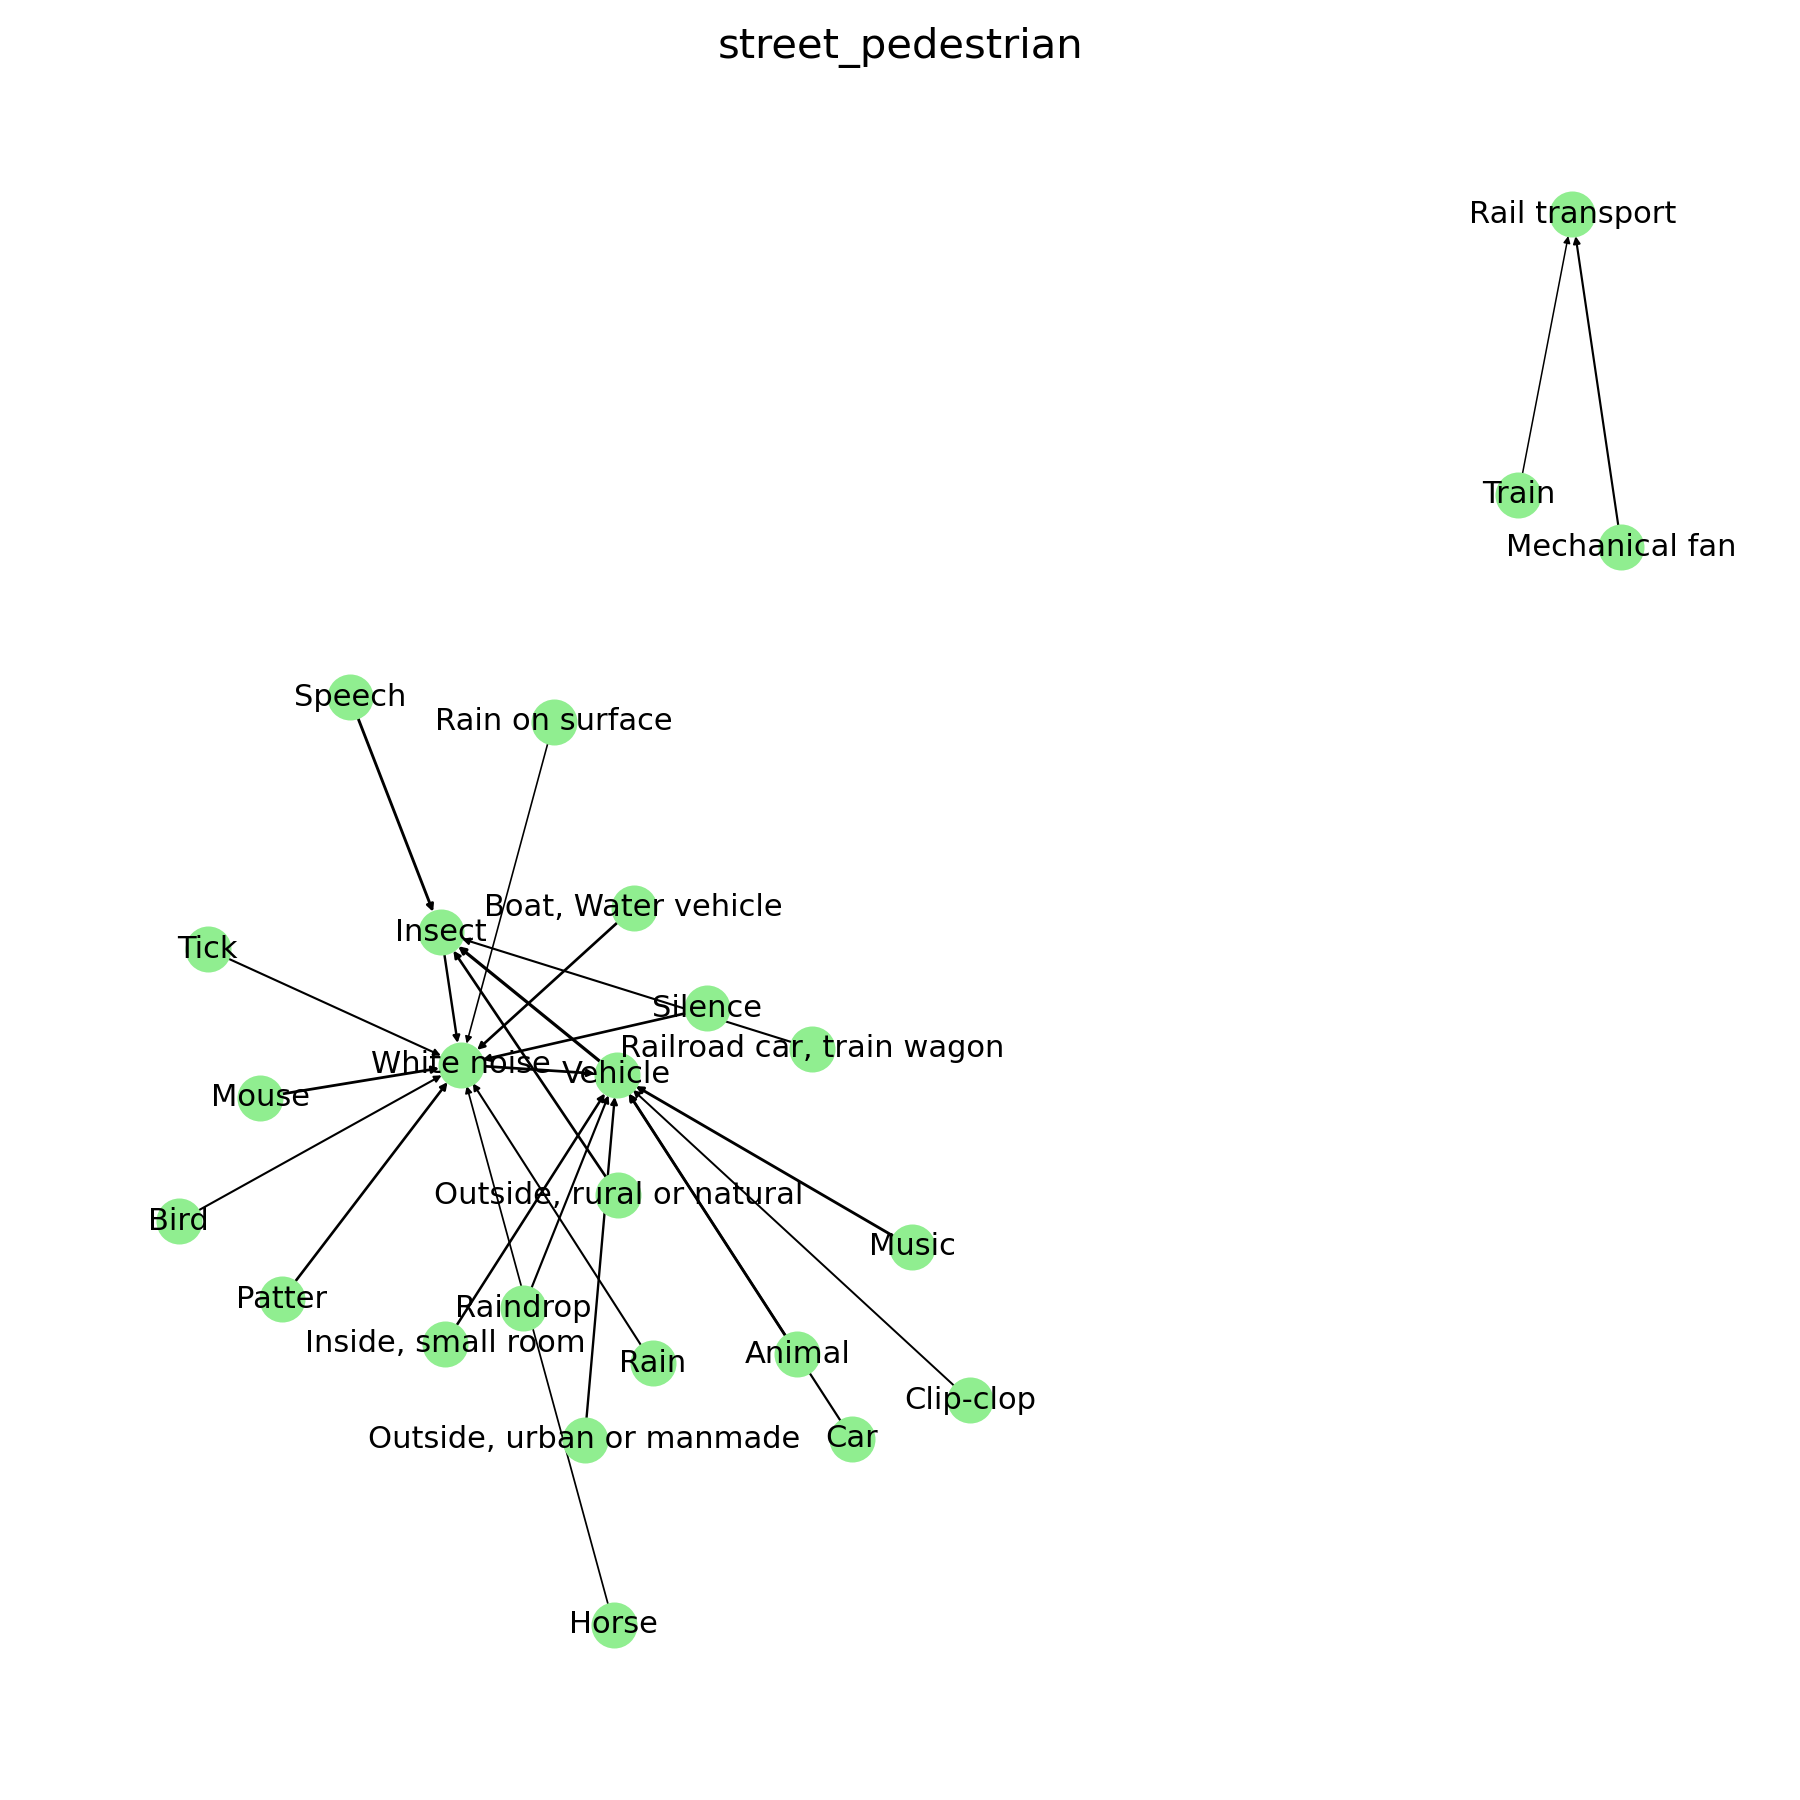 street_pedestrian
Rail transport
Train
Mechanical fan
Speech
Rain on surface
Boat, Water vehicle
Insect
Tick
Silence
Railroad car, train wagon
White noise
Vehicle
Mouse
Outside, rural or natural
Bird
Music
Patter
Raindrop
Inside, small room
Rain
Animal
Clip-clop
Outside, urban or manmade
Car
Horse